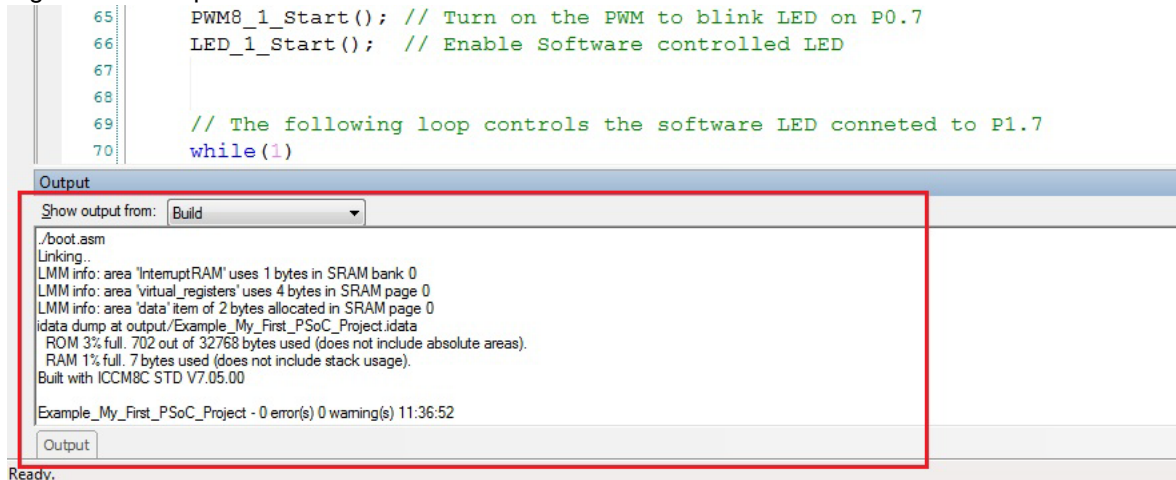 65 PWM8_1_Start(); // Turn on the PWM to blink LED on P0.7
66 LED_1_Start(); // Enable Software controlled LED
67
68
69 // The following loop controls the software LED conneted to P1.7
70 while(1)
Output
Show output from: Build
./boot.asm
Linking..
LMM info: area 'InterruptRAM' uses 1 bytes in SRAM bank 0
LMM info: area 'virtual_registers' uses 4 bytes in SRAM page 0
LMM info: area 'data' item of 2 bytes allocated in SRAM page 0
idata dump at output/Example_My_First_PSoC_Project.idata
ROM 3% full. 702 out of 32768 bytes used (does not include absolute areas).
RAM 1% full. 7 bytes used (does not include stack usage).
Built with ICCM8C STD V7.05.00
Example_My_First_PSoC_Project - 0 error(s) 0 warning(s) 11:36:52
Output
Ready.